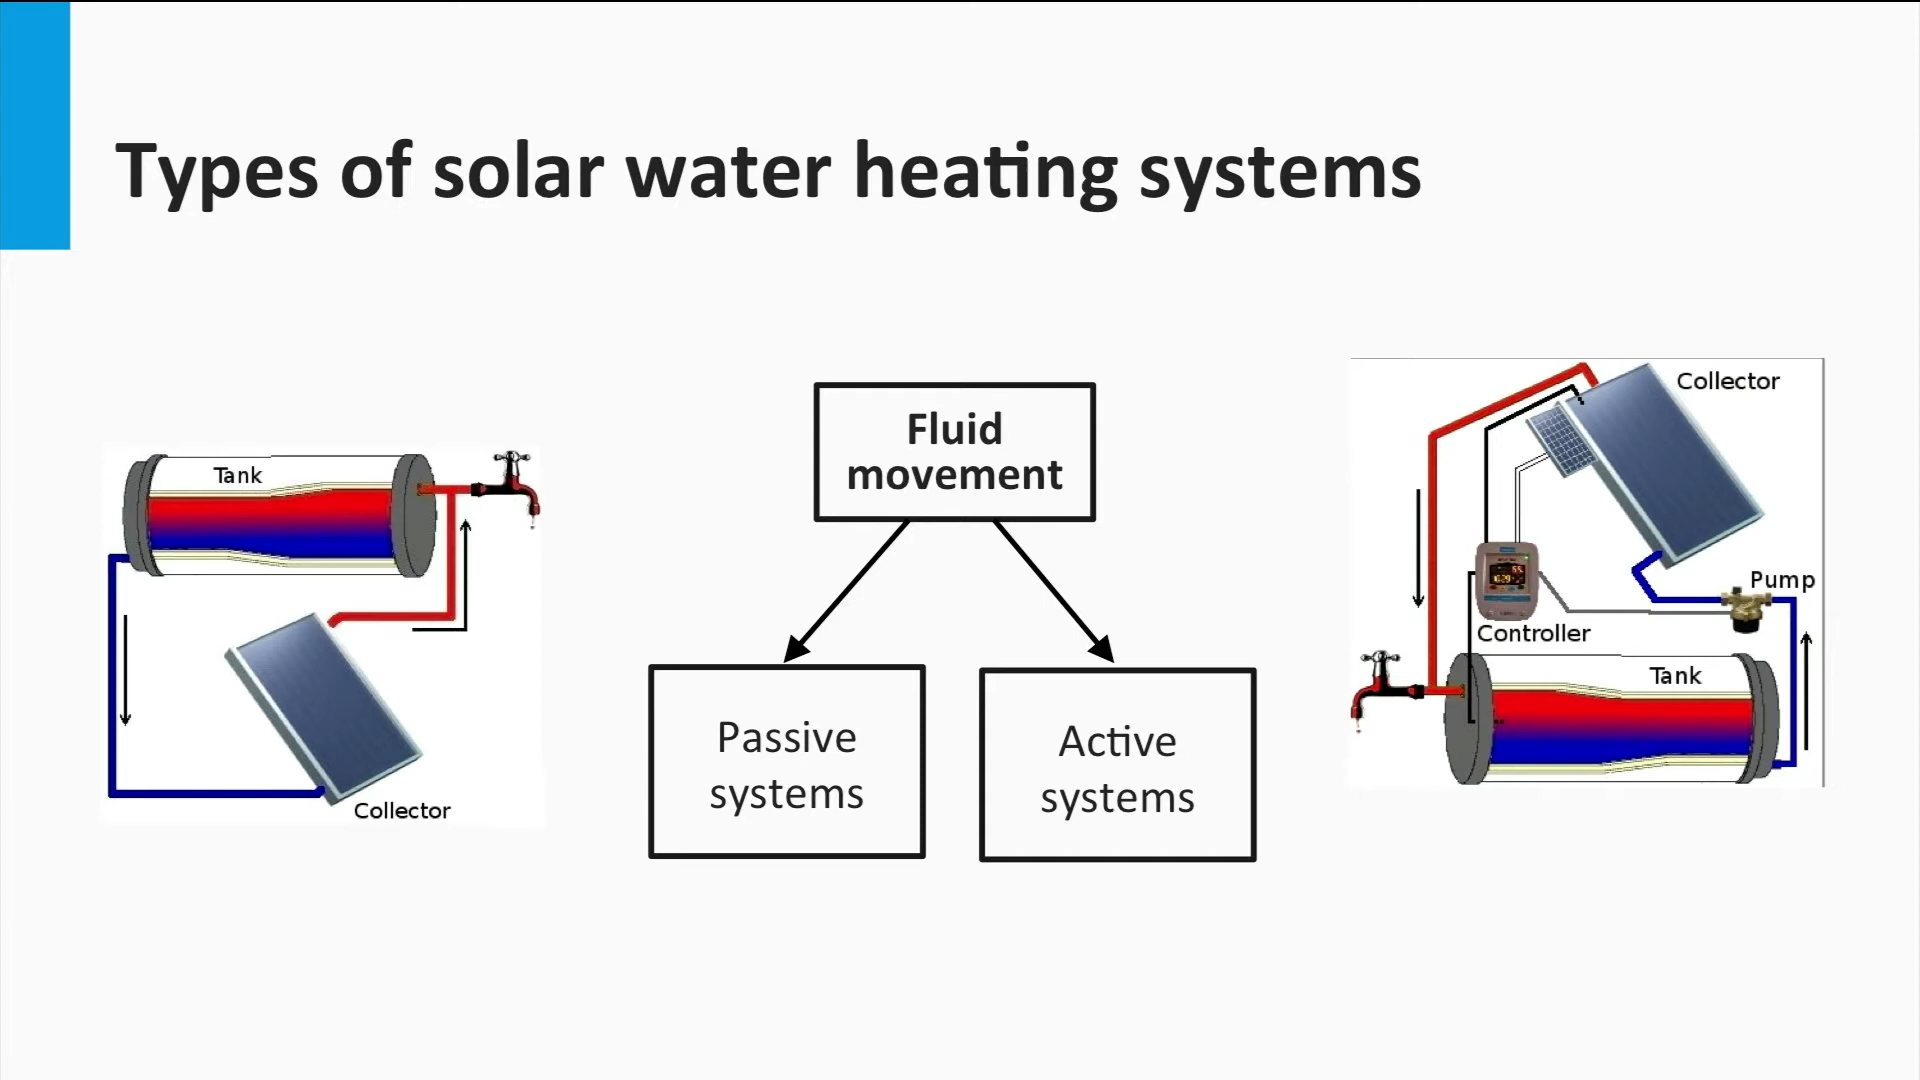 Types of solar water heating systems
Tank
Collector
Fluid
movement
Passive
systems
Active
systems
Collector
Pump
Controller
Tank